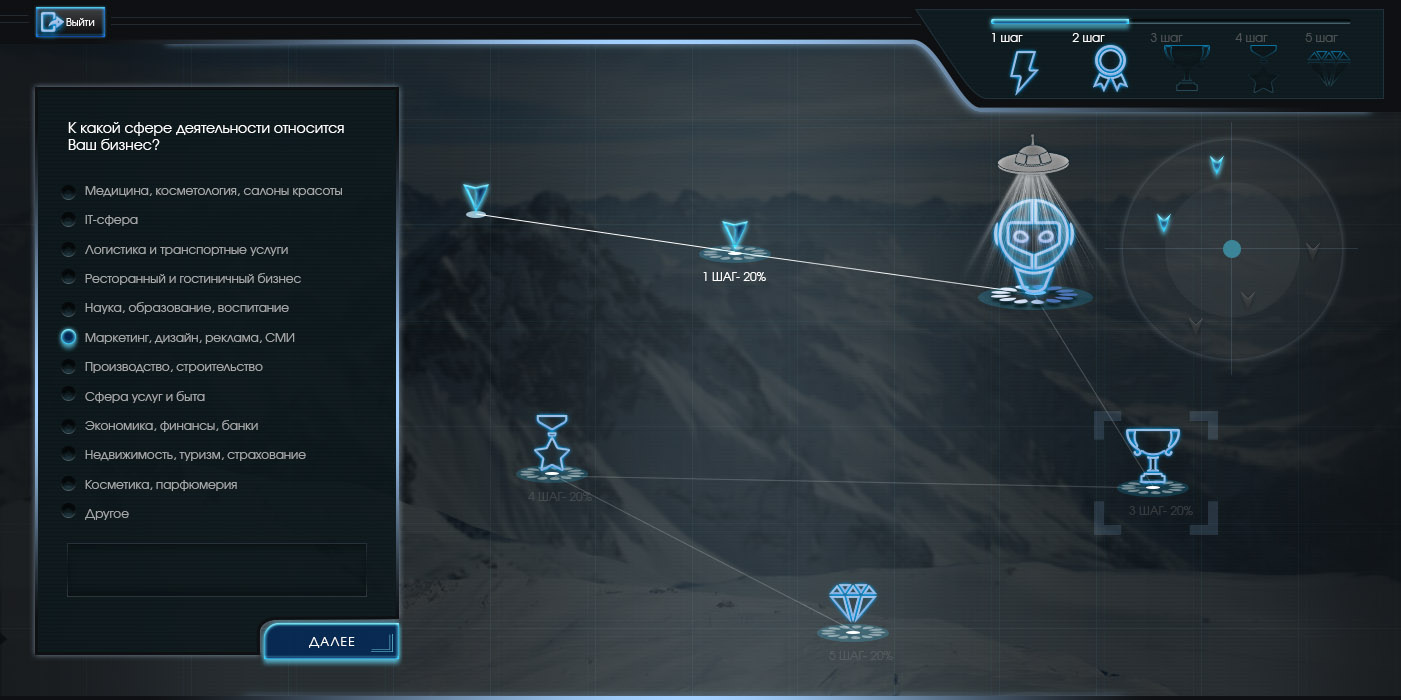 Выйти
1 шаг
2 шаг
3 шаг
4 шаг
5 шаг
К какой сфере деятельности относится
Ваш бизнес?
Медицина, косметология, салоны красоты
IT-сфера
Логистика и транспортные услуги
Ресторанный и гостиничный бизнес
Наука, образование, воспитание
Маркетинг, дизайн, реклама, СМИ
Производство, строительство
Сфера услуг и быта
Экономика, финансы, банки
Недвижимость, туризм, страхование
Косметика, парфюмерия
Другое
ДАЛЕЕ
1 ШАГ- 20%
3 ШАГ- 20%
4 ШАГ- 20%
5 ШАГ- 20%